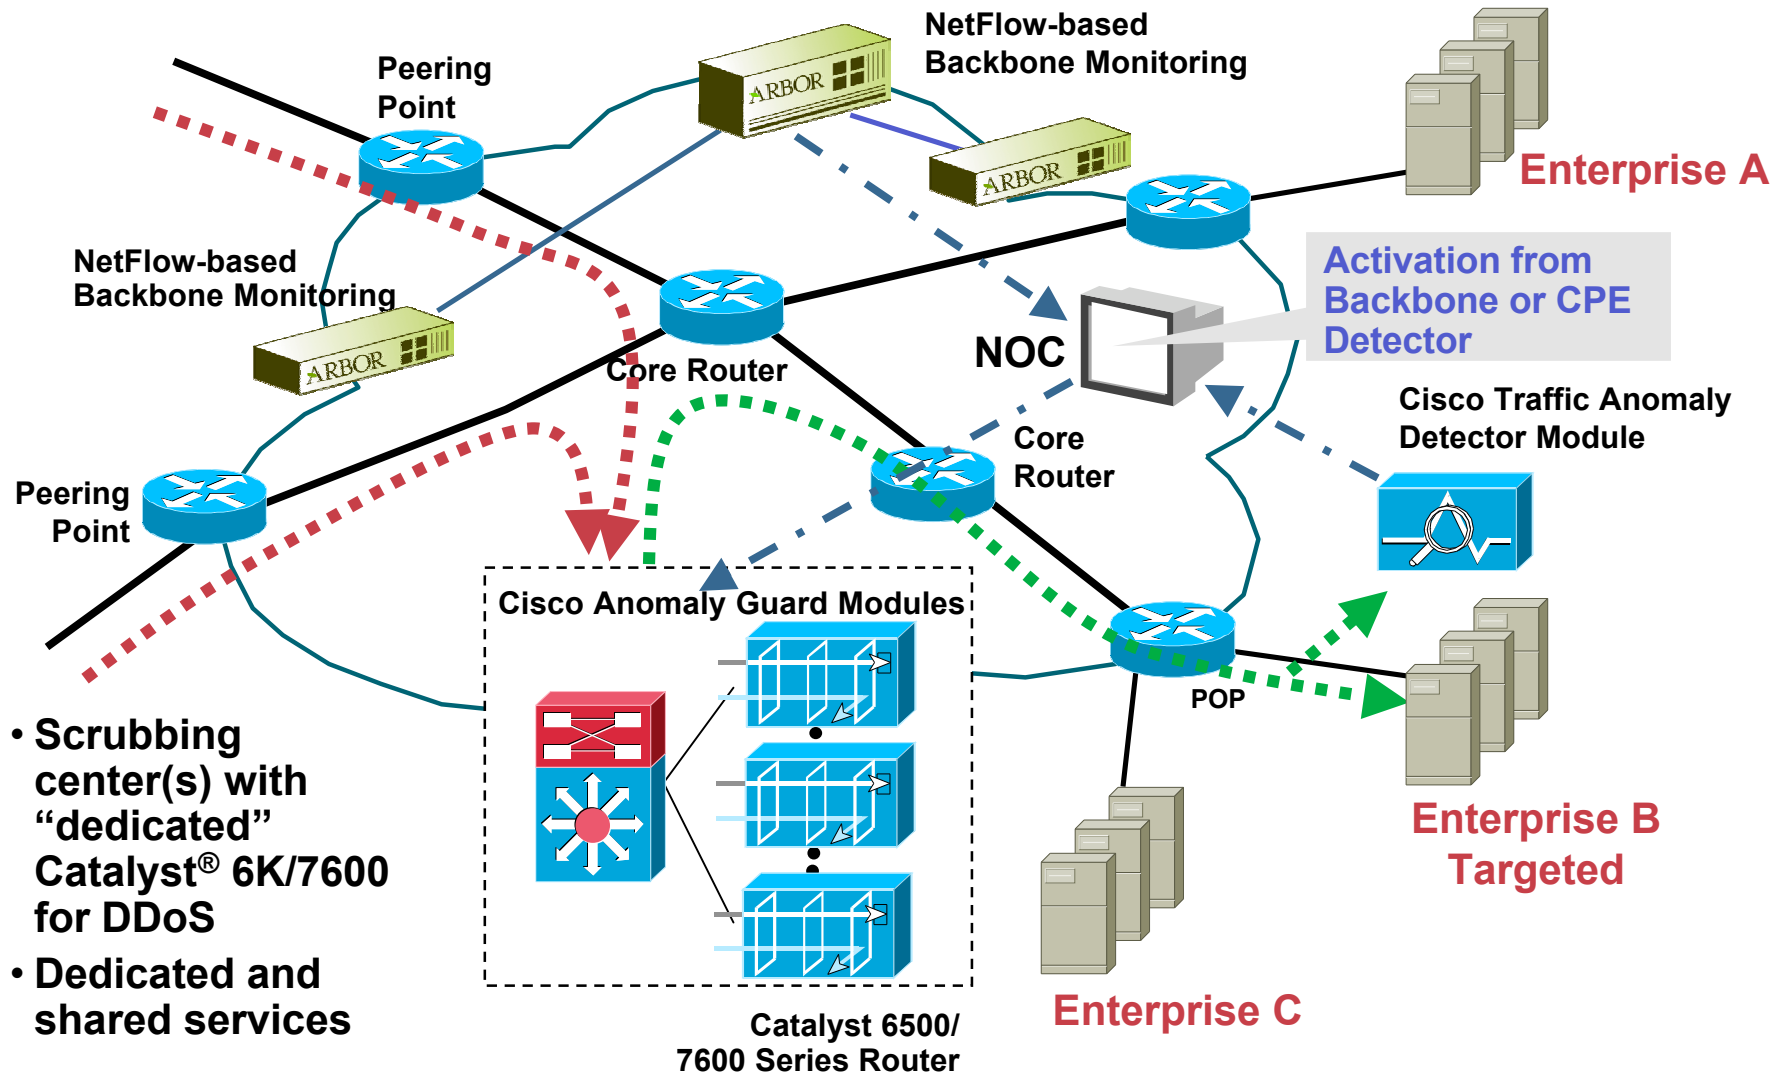 NetFlow-based
Backbone Monitoring
Peering
Point
ARBOR
ARBOR
Enterprise A
NetFlow-based
Backbone Monitoring
ARBOR
Activation from
Backbone or CPE
Detector
NOC
Core Router
Cisco Traffic Anomaly
Detector Module
Core
Router
Peering
Point
Cisco Anomaly Guard Modules
POP
• Scrubbing
center(s) with
“dedicated”
Catalyst® 6K/7600
for DDoS
• Dedicated and
shared services
Enterprise B
Targeted
Enterprise C
Catalyst 6500/
7600 Series Router